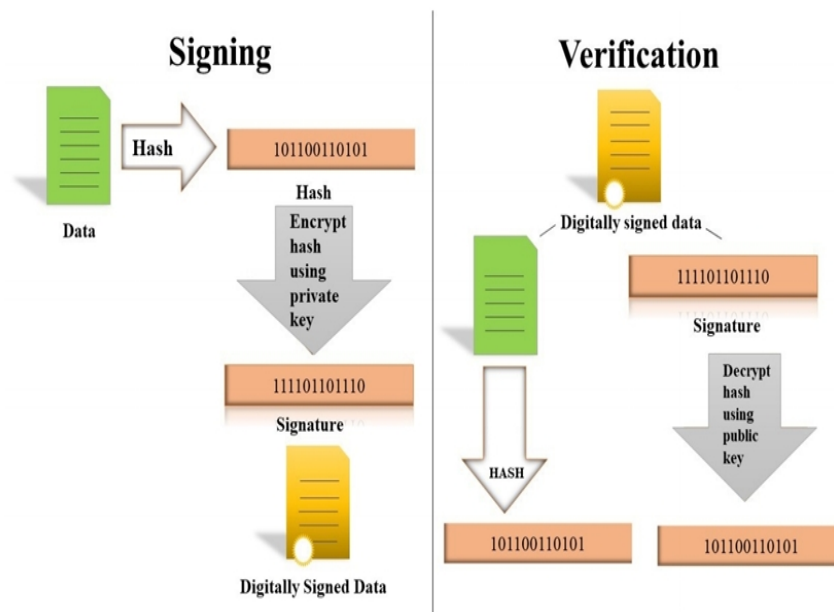 Signing
Hash
101100110101
Hash
Data
Encrypt
hash
using
private
key
111101101110
Signature
Digitally Signed Data
Verification
Digitally signed data
111101101110
Signature
HASH
Decrypt
hash
using
public
key
101100110101
101100110101